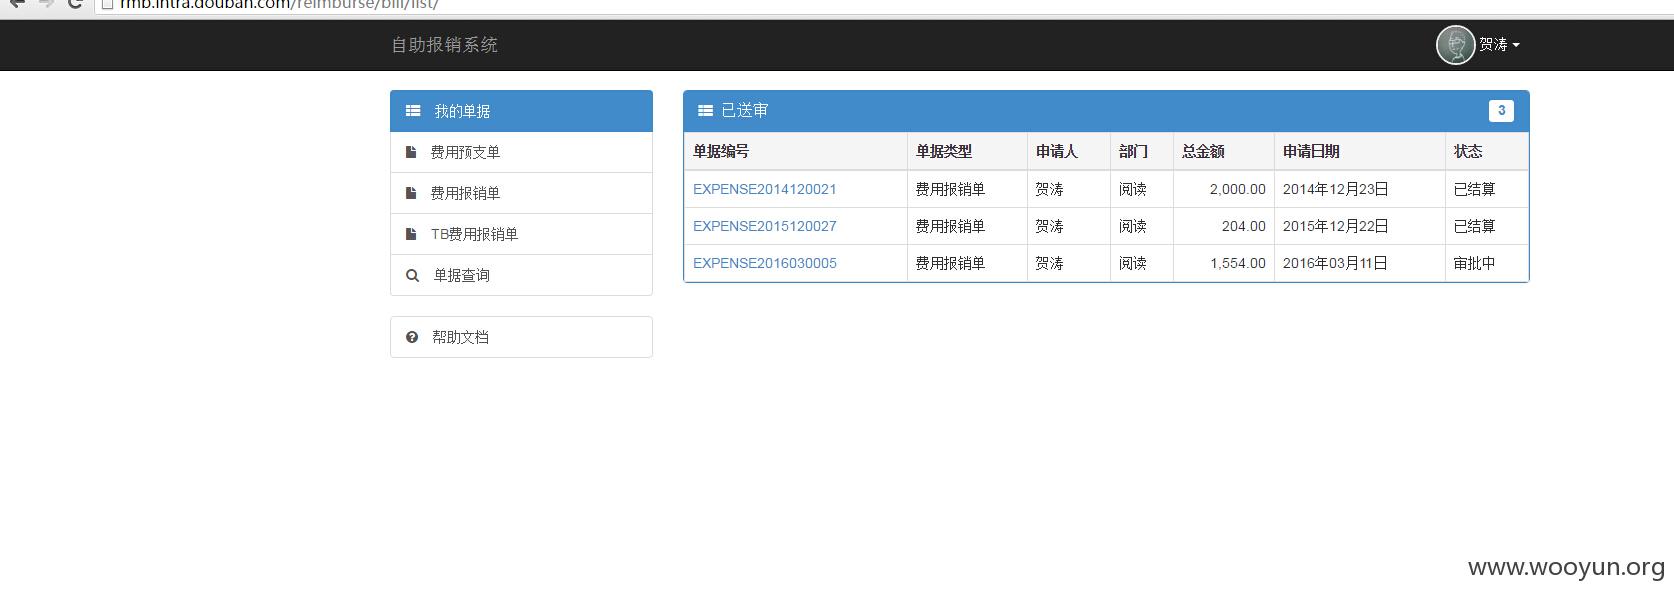 rmb.intra.douban.com/reimburse/bill/list/
自助报销系统
贺涛
我的单据
费用预支单
费用报销单
TB费用报销单
单据查询
帮助文档
已送审 3
单据编号 单据类型 申请人 部门 总金额 申请日期 状态
EXPENSE2014120021 费用报销单 贺涛 阅读 2,000.00 2014年12月23日 已结算
EXPENSE2015120027 费用报销单 贺涛 阅读 204.00 2015年12月22日 已结算
EXPENSE2016030005 费用报销单 贺涛 阅读 1,554.00 2016年03月11日 审批中
www.wooyun.org